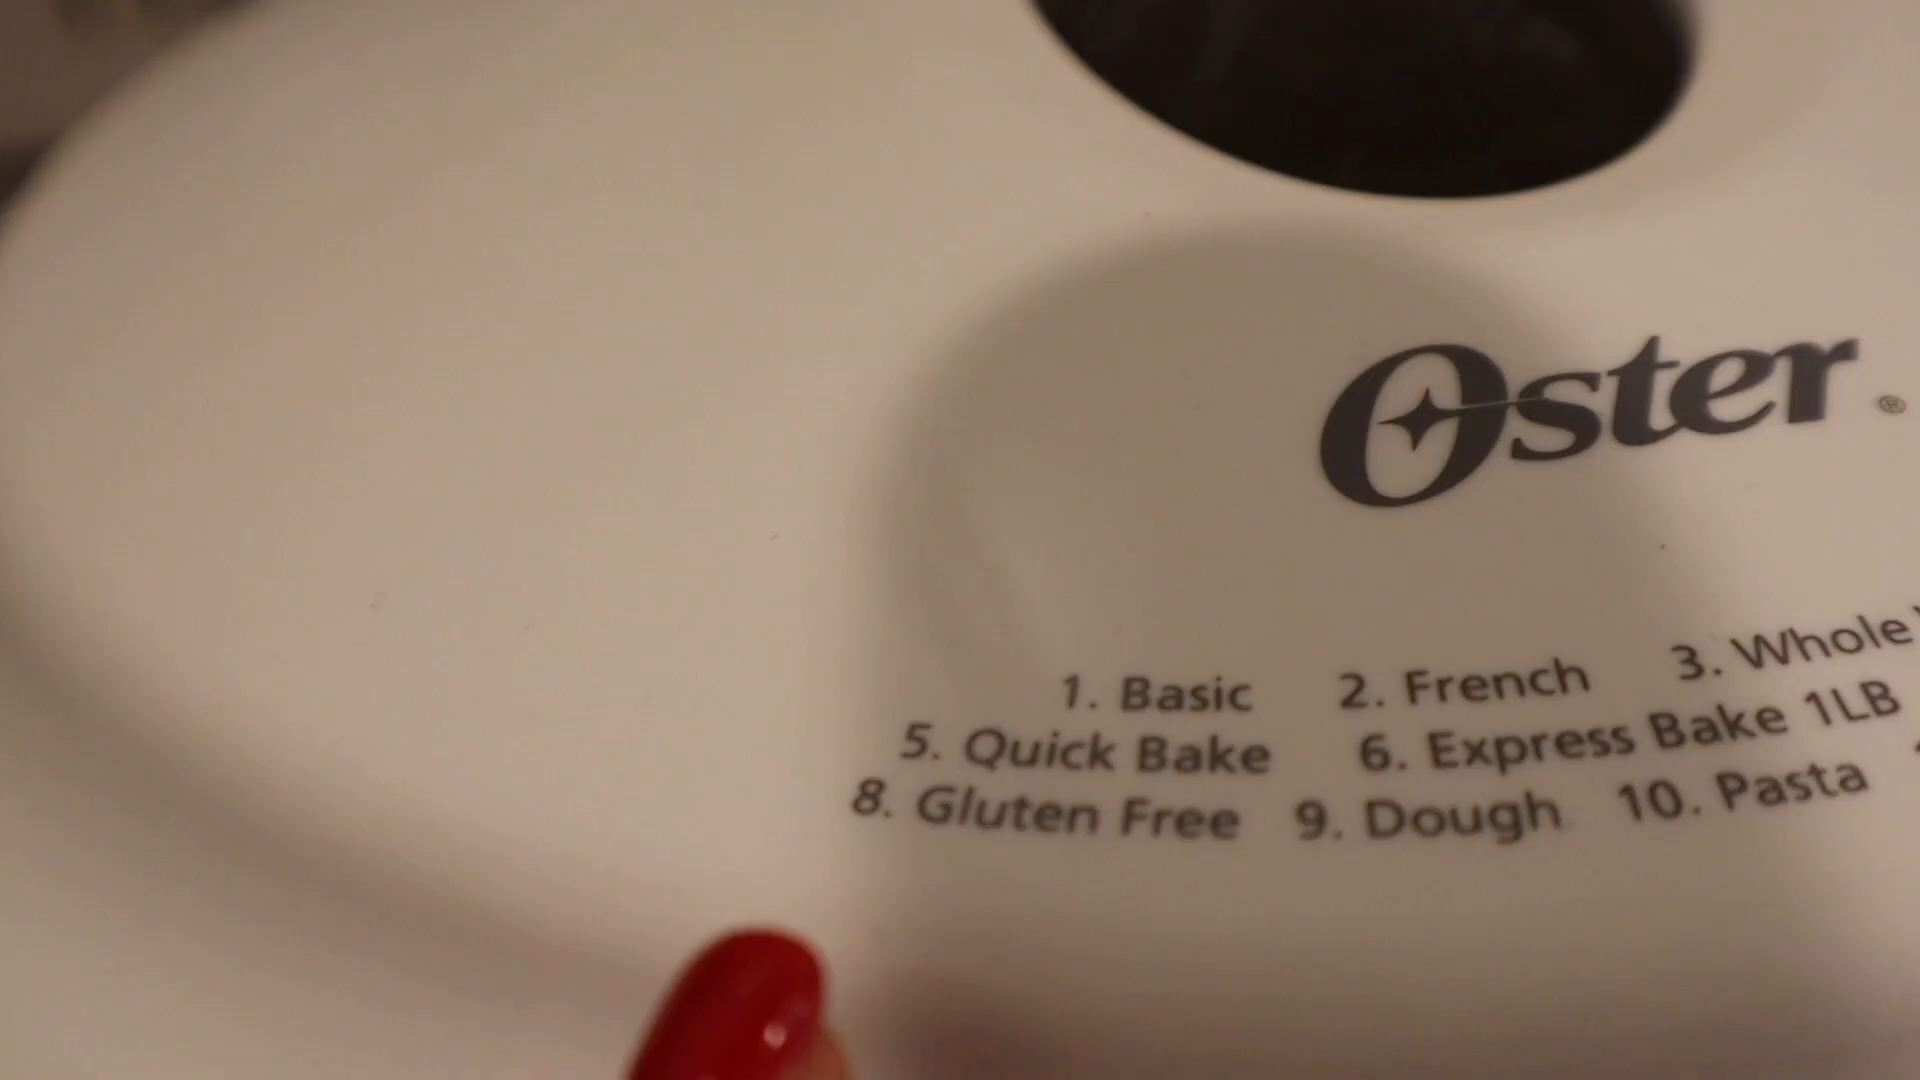 Oster®
1. Basic 2. French 3. Whole
5. Quick Bake 6. Express Bake 1LB
8. Gluten Free 9. Dough 10. Pasta